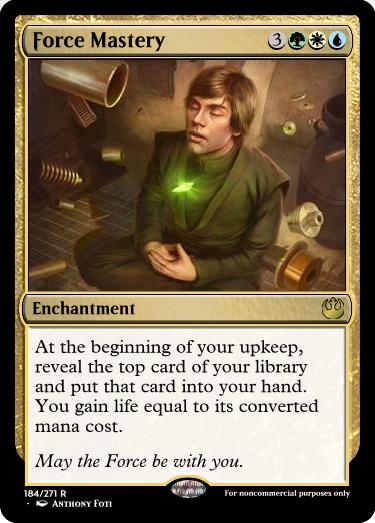 Force Mastery 3
Enchantment
At the beginning of your upkeep,
reveal the top card of your library
and put that card into your hand.
You gain life equal to its converted
mana cost.
May the Force be with you.
184/271 R
· ANTHONY FOTI
For noncommercial purposes only